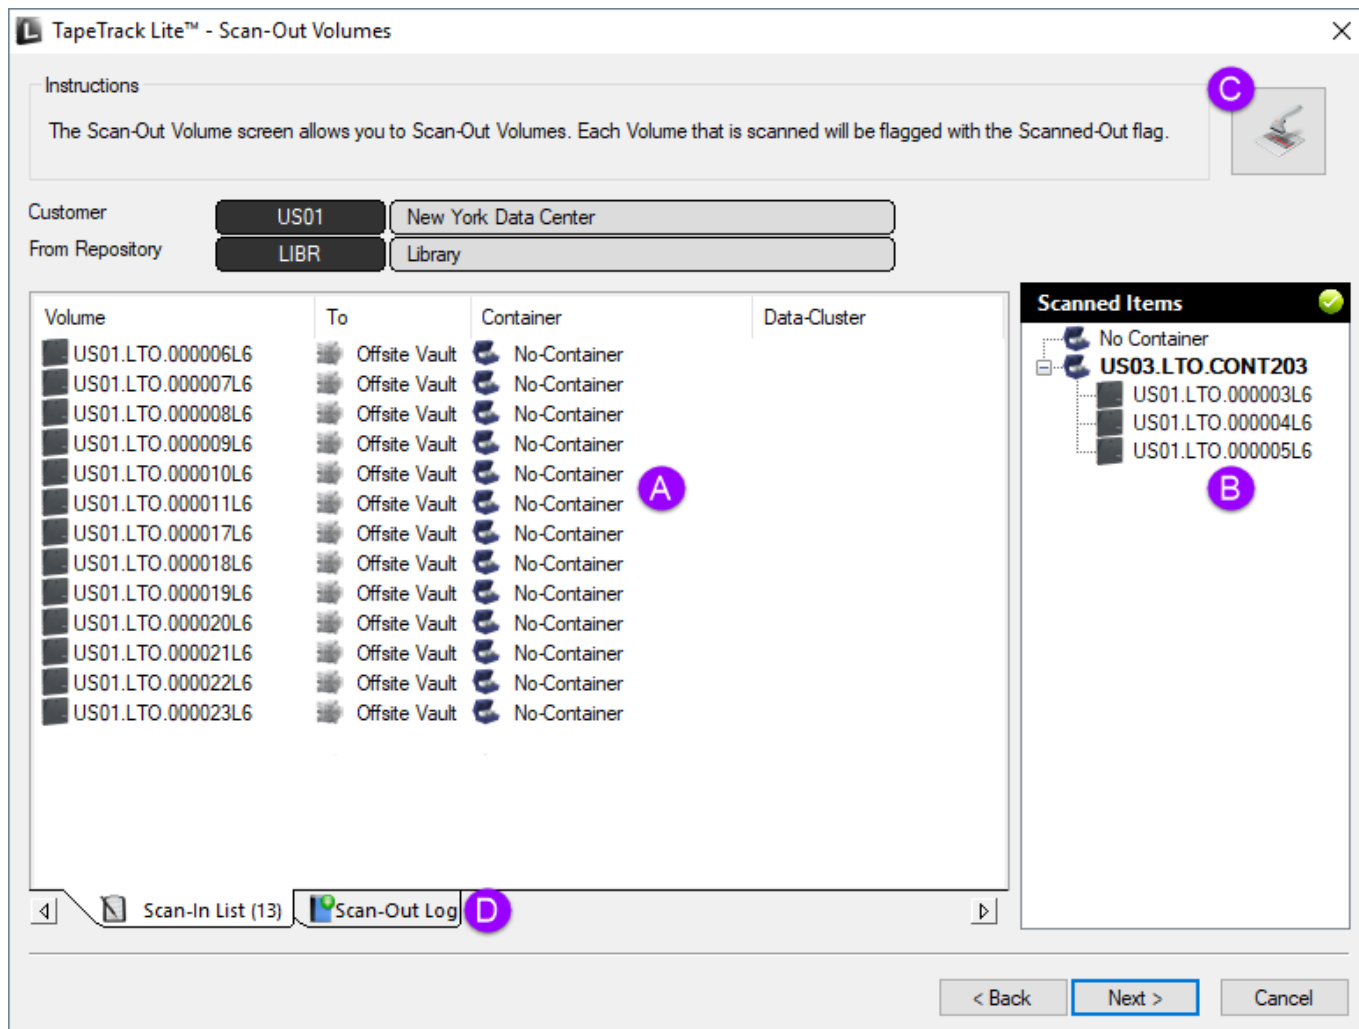 TapeTrack Lite™ - Scan-Out Volumes
Instructions
C
The Scan-Out Volume screen allows you to Scan-Out Volumes. Each Volume that is scanned will be flagged with the Scanned-Out flag.
Customer US01 New York Data Center
From Repository LIBR Library
Volume To Container Data-Cluster
US01.LTO.000006L6 Offsite Vault No-Container
US01.LTO.000007L6 Offsite Vault No-Container
US01.LTO.000008L6 Offsite Vault No-Container
US01.LTO.000009L6 Offsite Vault No-Container
US01.LTO.000010L6 Offsite Vault No-Container
A
US01.LTO.000011L6 Offsite Vault No-Container
US01.LTO.000017L6 Offsite Vault No-Container
US01.LTO.000018L6 Offsite Vault No-Container
US01.LTO.000019L6 Offsite Vault No-Container
US01.LTO.000020L6 Offsite Vault No-Container
US01.LTO.000021L6 Offsite Vault No-Container
US01.LTO.000022L6 Offsite Vault No-Container
US01.LTO.000023L6 Offsite Vault No-Container
Scanned Items
No Container
US03.LTO.CONT203
US01.LTO.000003L6
US01.LTO.000004L6
US01.LTO.000005L6
B
Scan-In List (13) Scan-Out Log D
< Back Next > Cancel